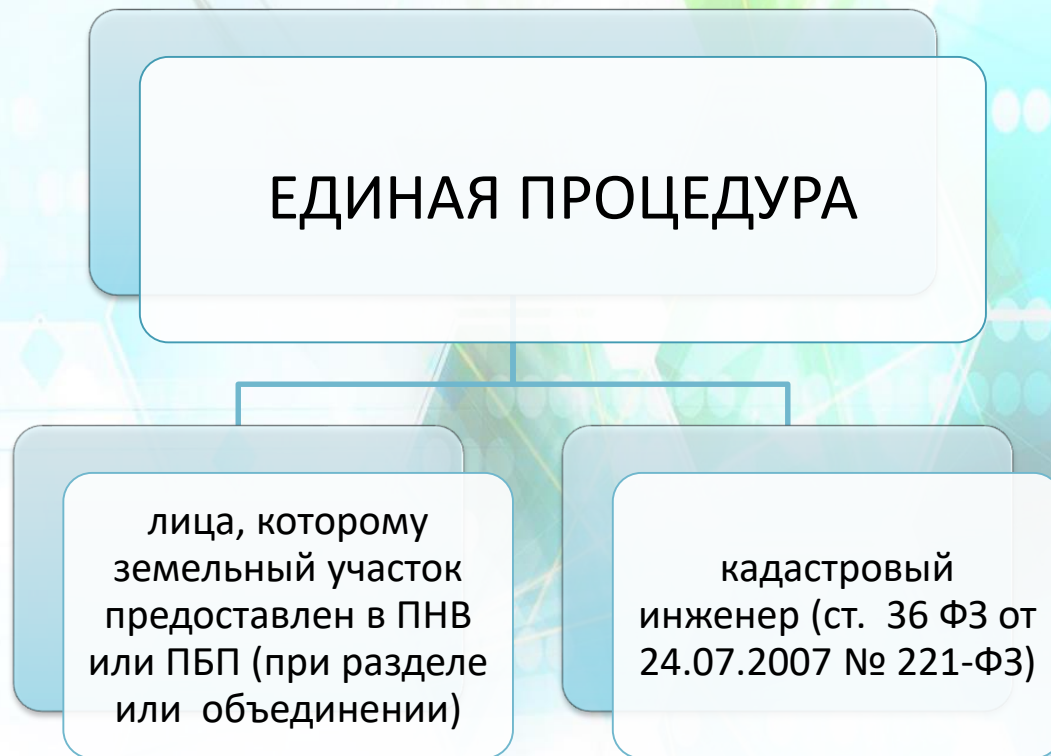 ЕДИНАЯ ПРОЦЕДУРА
лица, которому
земельный участок
предоставлен в ПНВ
или ПБП (при разделе
или объединении)
кадастровый
инженер (ст. 36 ФЗ от
24.07.2007 № 221-ФЗ)